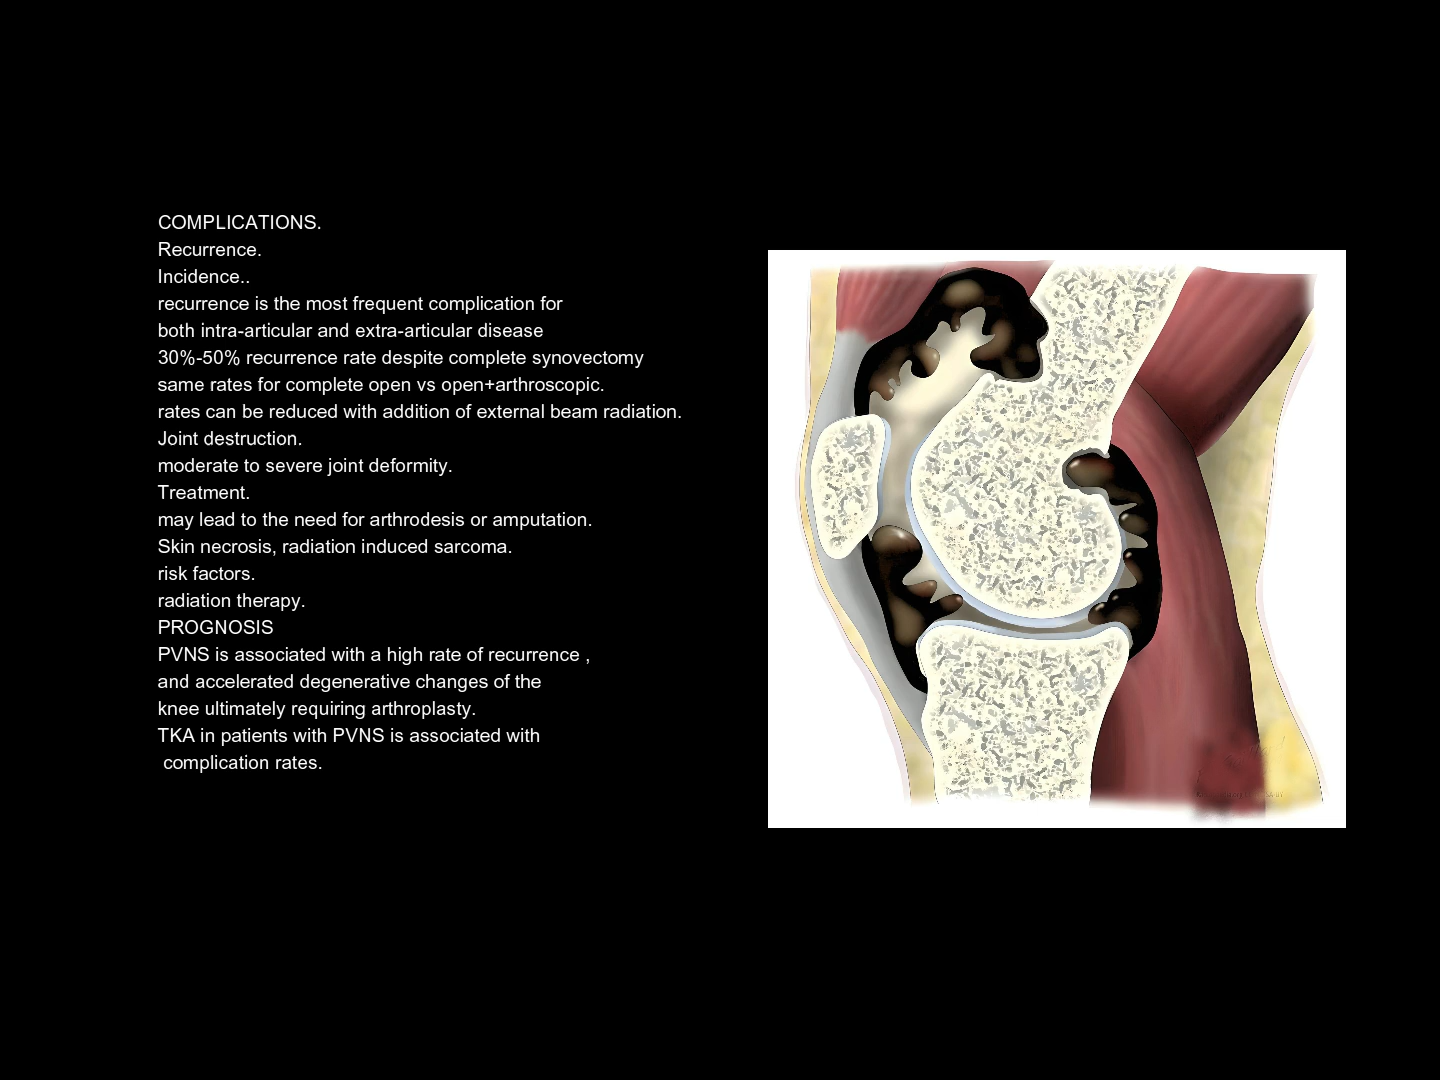 COMPLICATIONS.
Recurrence.
Incidence..
recurrence is the most frequent complication for
both intra-articular and extra-articular disease
30%-50% recurrence rate despite complete synovectomy
same rates for complete open vs open+arthroscopic.
rates can be reduced with addition of external beam radiation.
Joint destruction.
moderate to severe joint deformity.
Treatment.
may lead to the need for arthrodesis or amputation.
Skin necrosis, radiation induced sarcoma.
risk factors.
radiation therapy.
PROGNOSIS
PVNS is associated with a high rate of recurrence ,
and accelerated degenerative changes of the
knee ultimately requiring arthroplasty.
TKA in patients with PVNS is associated with
complication rates.